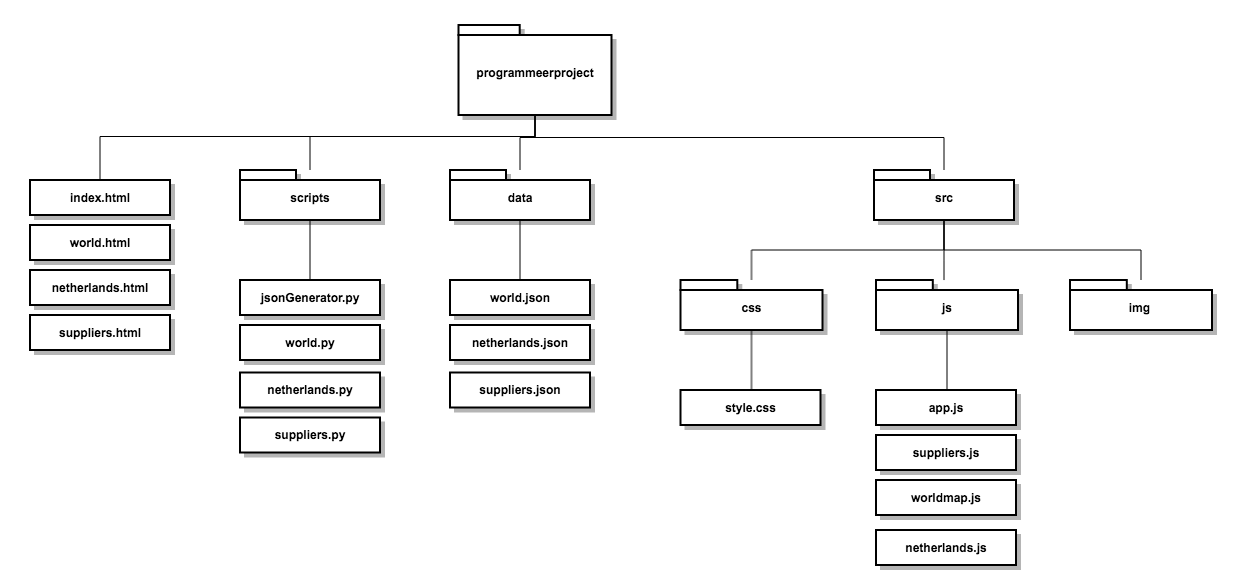 programmeerproject
index.html
scripts
data
src
world.html
netherlands.html
suppliers.html
jsonGenerator.py
world.py
netherlands.py
suppliers.py
world.json
netherlands.json
suppliers.json
css
js
img
style.css
app.js
suppliers.js
worldmap.js
netherlands.js